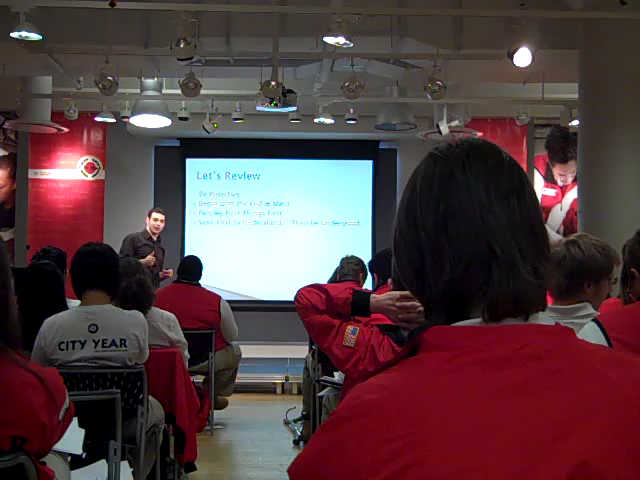 Let's Review
Be Proactive
Begin with the End in Mind
First Things First
Seek First to Understand, Then be Understood
CITY YEAR